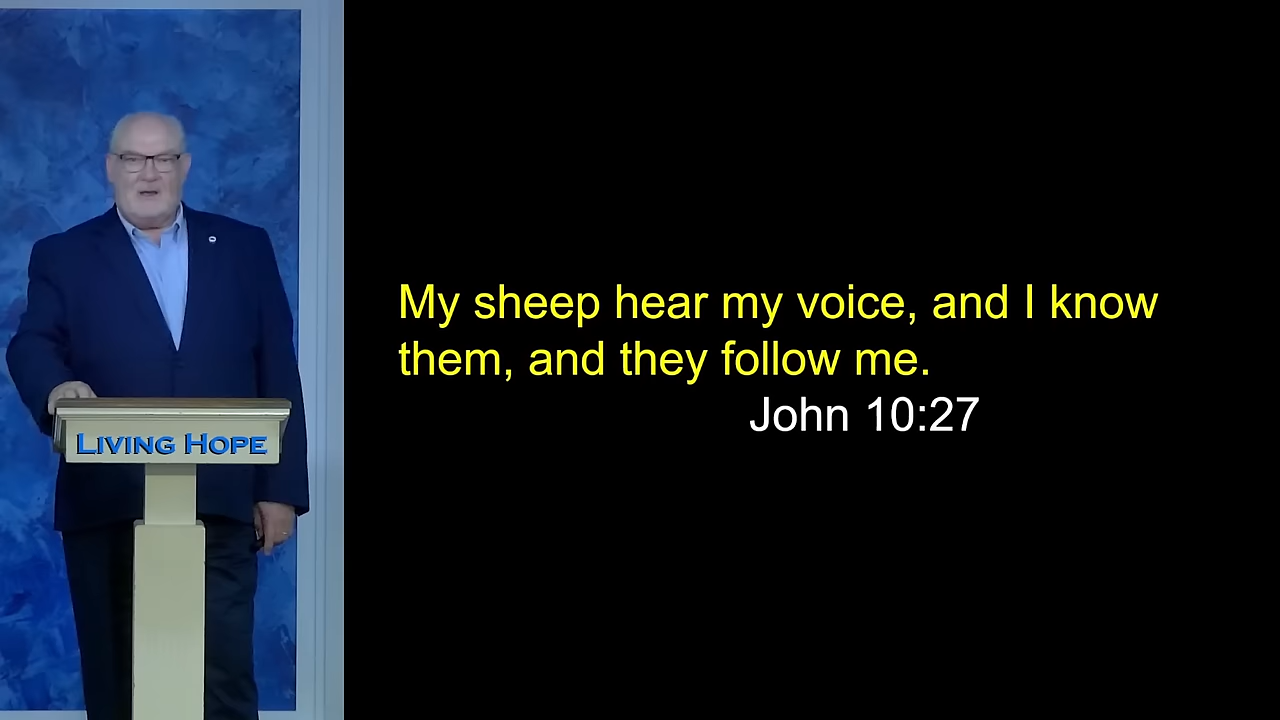 My sheep hear my voice, and I know
them, and they follow me.
John 10:27
LIVING HOPE